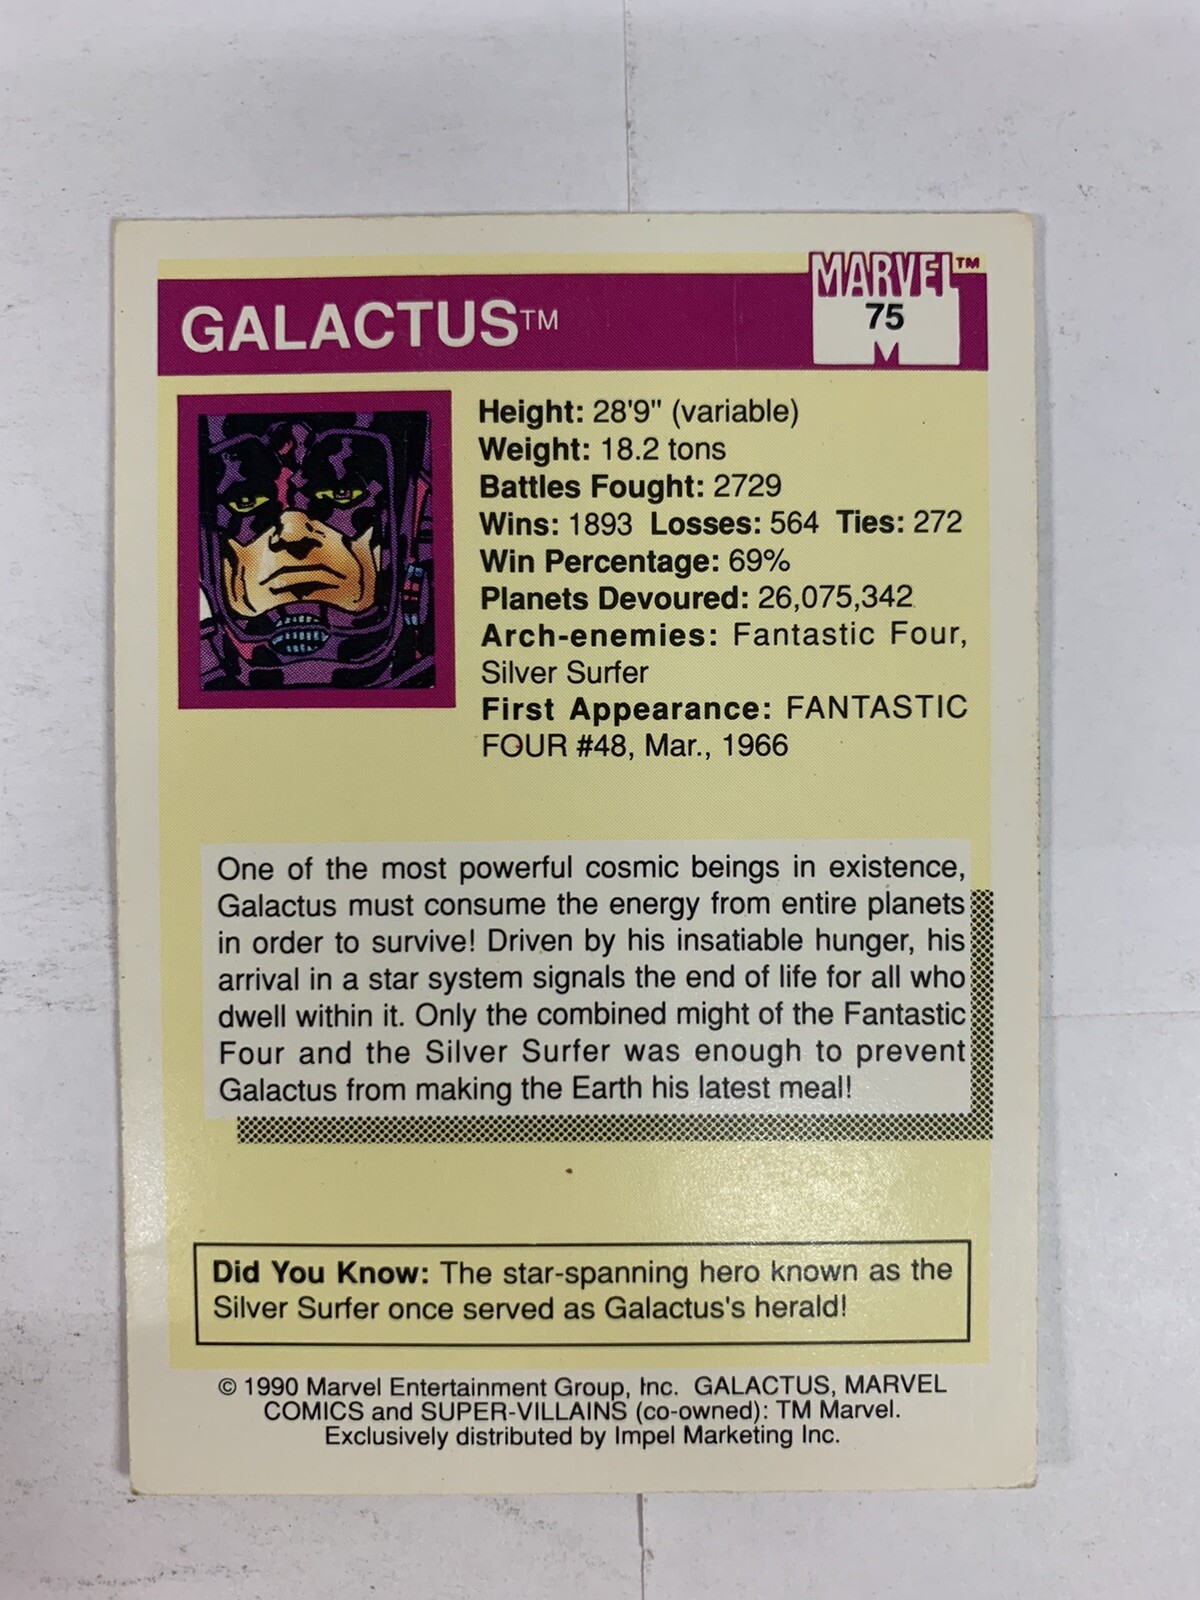 MARVEL™
75
GALACTUS™
Height: 28'9" (variable)
Weight: 18.2 tons
Battles Fought: 2729
Wins: 1893 Losses: 564 Ties: 272
Win Percentage: 69%
Planets Devoured: 26,075,342
Arch-enemies: Fantastic Four,
Silver Surfer
First Appearance: FANTASTIC
FOUR #48, Mar., 1966
One of the most powerful cosmic beings in existence,
Galactus must consume the energy from entire planets
in order to survive! Driven by his insatiable hunger, his
arrival in a star system signals the end of life for all who
dwell within it. Only the combined might of the Fantastic
Four and the Silver Surfer was enough to prevent
Galactus from making the Earth his latest meal!
Did You Know: The star-spanning hero known as the
Silver Surfer once served as Galactus's herald!
© 1990 Marvel Entertainment Group, Inc. GALACTUS, MARVEL
COMICS and SUPER-VILLAINS (co-owned): TM Marvel.
Exclusively distributed by Impel Marketing Inc.